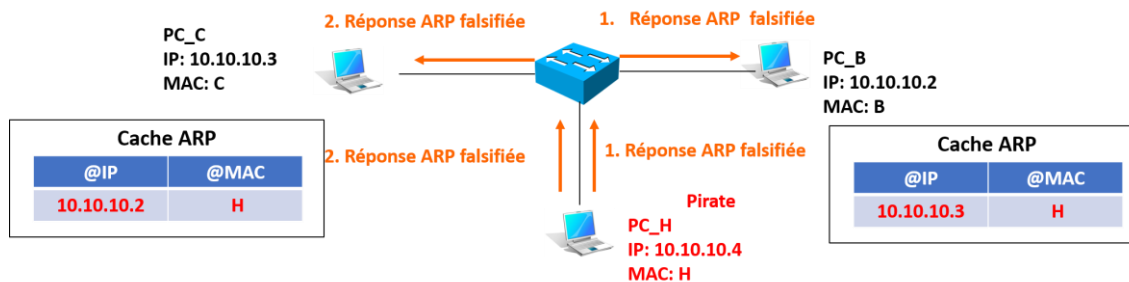 2. Réponse ARP falsifiée
1. Réponse ARP falsifiée
PC_C
IP: 10.10.10.3
MAC: C
PC_B
IP: 10.10.10.2
MAC: B
Cache ARP
@IP @MAC
10.10.10.2 H
2. Réponse ARP falsifiée
1. Réponse ARP falsifiée
Cache ARP
@IP @MAC
10.10.10.3 H
Pirate
PC_H
IP: 10.10.10.4
MAC: H